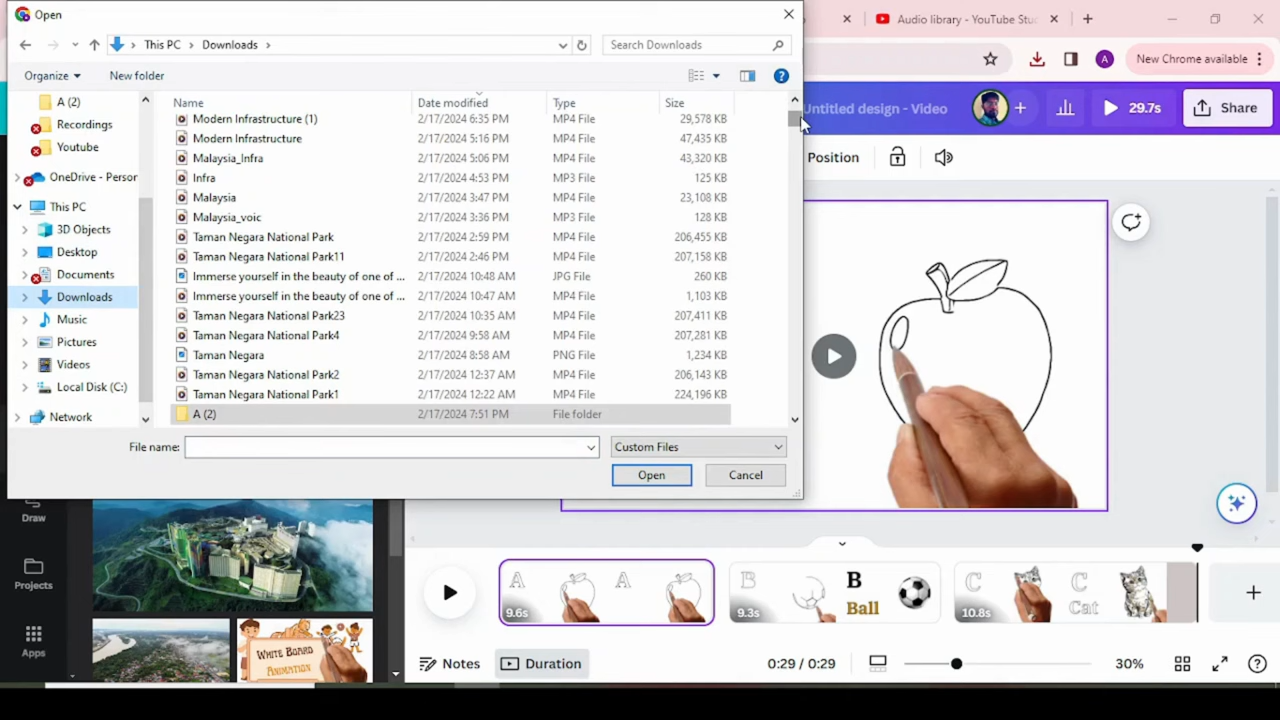 Open
Audio library - YouTube Stu
This PC
Downloads
Search Downloads
A
New Chrome available
Organize
New folder
Untitled design - Video
29.7s
Share
Name
Date modified
Type
Size
A (2)
Recordings
Youtube
OneDrive - Person
This PC
3D Objects
Desktop
Documents
Downloads
Music
Pictures
Videos
Local Disk (C:)
Network
Modern Infrastructure (1) 2/17/2024 6:35 PM MP4 File 29,578 KB
Modern Infrastructure 2/17/2024 5:16 PM MP4 File 47,435 KB
Malaysia_Infra 2/17/2024 5:06 PM MP4 File 43,320 KB
Infra 2/17/2024 4:53 PM MP3 File 125 KB
Malaysia 2/17/2024 3:47 PM MP4 File 23,108 KB
Malaysia_voic 2/17/2024 3:36 PM MP3 File 128 KB
Taman Negara National Park 2/17/2024 2:59 PM MP4 File 206,455 KB
Taman Negara National Park11 2/17/2024 2:46 PM MP4 File 207,158 KB
Immerse yourself in the beauty of one of ... 2/17/2024 10:48 AM JPG File 260 KB
Immerse yourself in the beauty of one of ... 2/17/2024 10:47 AM MP4 File 1,103 KB
Taman Negara National Park23 2/17/2024 10:35 AM MP4 File 207,411 KB
Taman Negara National Park4 2/17/2024 9:58 AM MP4 File 207,281 KB
Taman Negara 2/17/2024 8:58 AM PNG File 1,234 KB
Taman Negara National Park2 2/17/2024 12:37 AM MP4 File 206,143 KB
Taman Negara National Park1 2/17/2024 12:22 AM MP4 File 224,196 KB
A (2) 2/17/2024 7:51 PM File folder
File name:
Custom Files
Open
Cancel
Position
Draw
Projects
Apps
WHITE BOARD
ANIMATION
A A
9.6s
B B
Ball
9.3s
C C
Cat
10.8s
Notes
Duration
0:29 / 0:29
30%